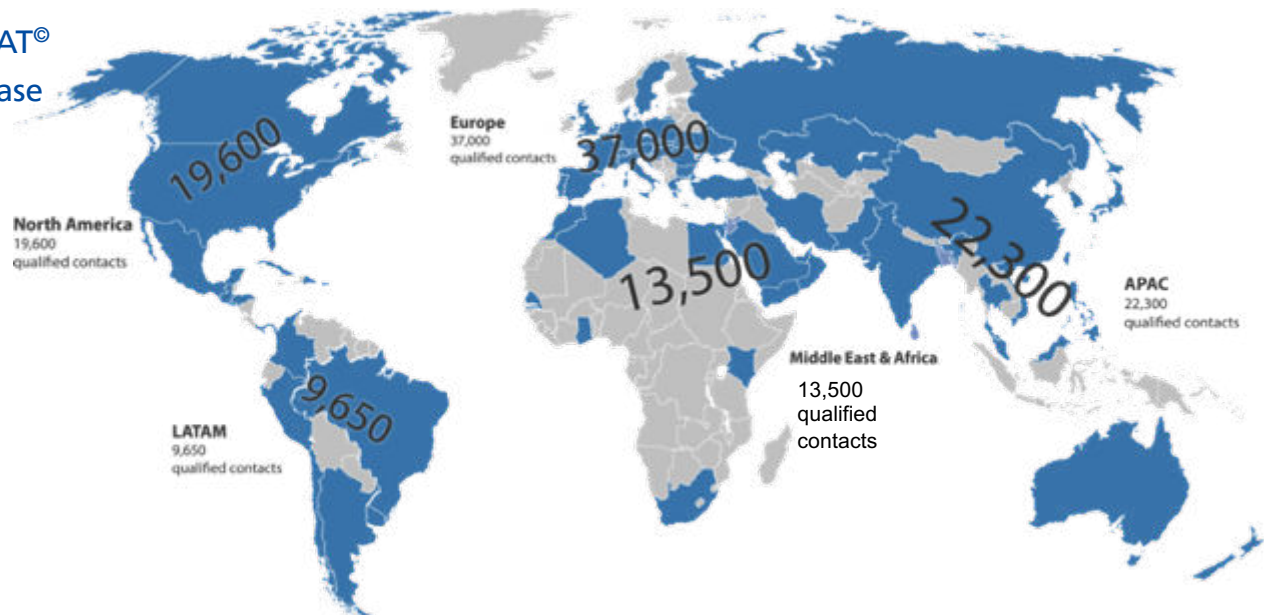 AT©
ase
19,600
North America
19,600
qualified contacts
Europe
37,000
qualified contacts
37,000
22,300
APAC
22,300
qualified contacts
13,500
Middle East & Africa
13,500
qualified
contacts
9,650
LATAM
9,650
qualified contacts